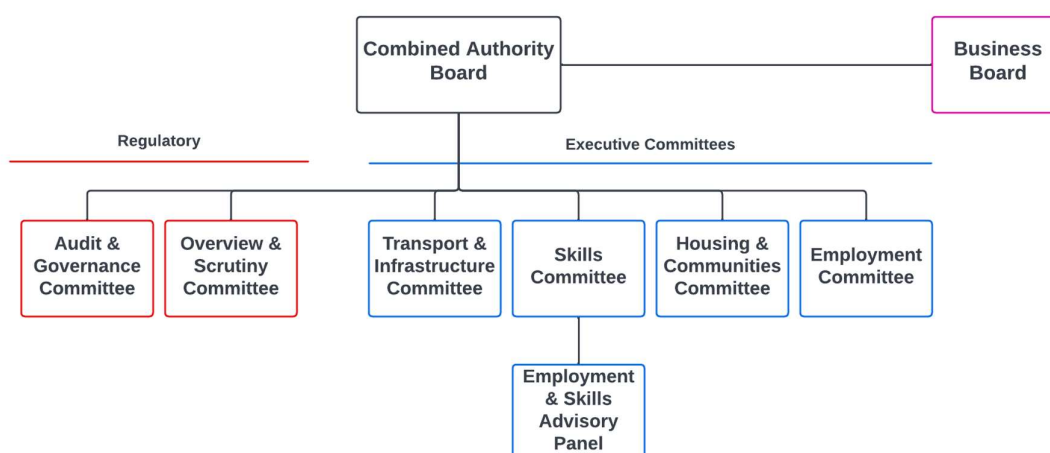 Combined Authority
Board
Business
Board
Regulatory
Executive Committees
Audit &
Governance
Committee
Overview &
Scrutiny
Committee
Transport &
Infrastructure
Committee
Skills
Committee
Housing &
Communities
Committee
Employment
Committee
Employment
& Skills
Advisory
Panel